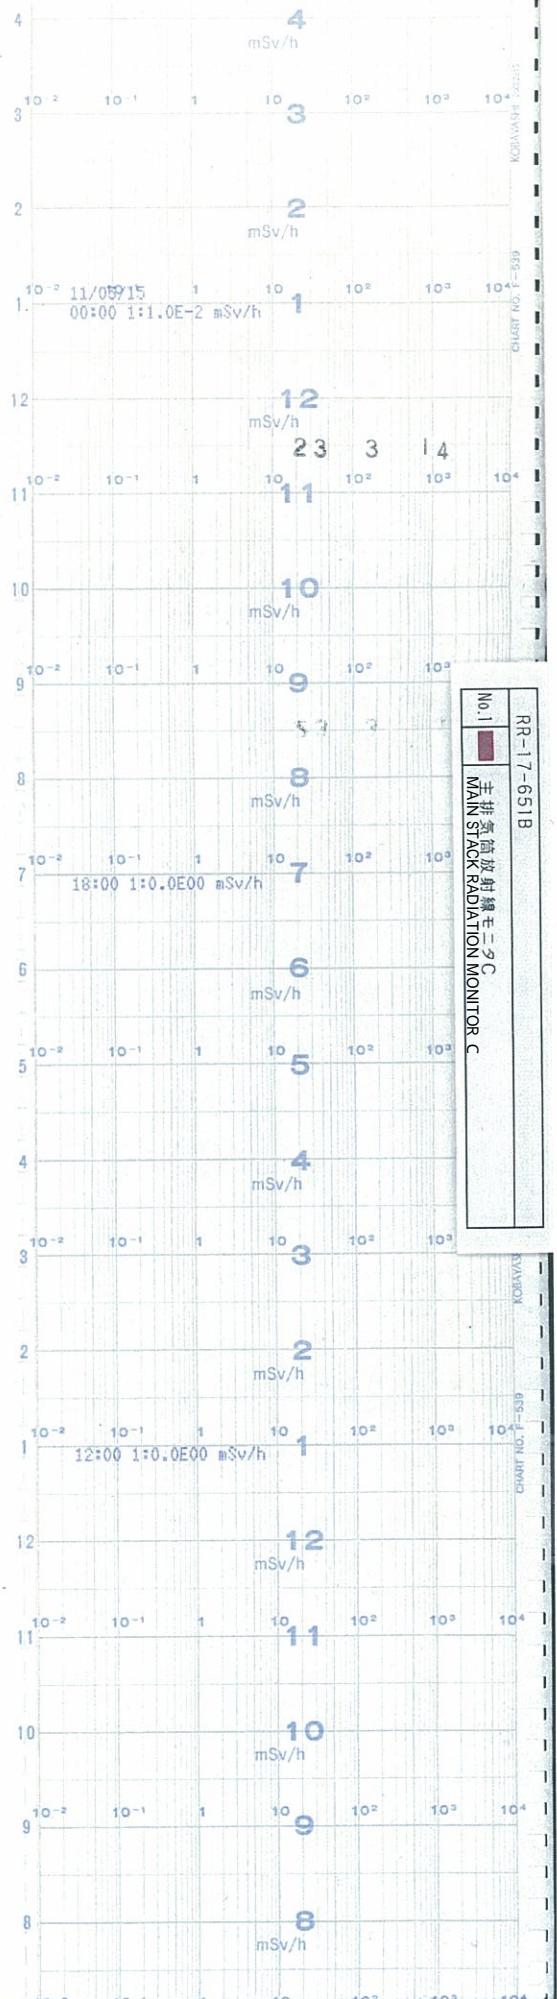 4 4
mSv/h
10⁻² 10⁻¹ 1 10 10² 10³ 10⁴
3 3
KOBAYASHI
2 2
mSv/h
CHART NO. F-539
10⁻² 10⁻¹ 1 10 10² 10³ 10⁴
11/03/15
1. 1
00:00 1:1.0E-2 mSv/h
12 12
mSv/h
23 3 14
10⁻² 10⁻¹ 1 10 10² 10³ 10⁴
11 11
10 10
mSv/h
10⁻² 10⁻¹ 1 10 10² 10³
9 9
RR-17-651B
No.1
主排気筒放射線モニタC
MAIN STACK RADIATION MONITOR C
8 8
mSv/h
10⁻² 10⁻¹ 1 10 10² 10³
7 7
18:00 1:0.0E00 mSv/h
6 6
mSv/h
10⁻² 10⁻¹ 1 10 10² 10³
5 5
4 4
mSv/h
10⁻² 10⁻¹ 1 10 10² 10³
3 3
2 2
mSv/h
CHART NO. F-539
10⁻² 10⁻¹ 1 10 10² 10³ 10⁴
1 1
12:00 1:0.0E00 mSv/h
12 12
mSv/h
10⁻² 10⁻¹ 1 10 10² 10³ 10⁴
11 11
10 10
mSv/h
10⁻² 10⁻¹ 1 10 10² 10³ 10⁴
9 9
8 8
mSv/h